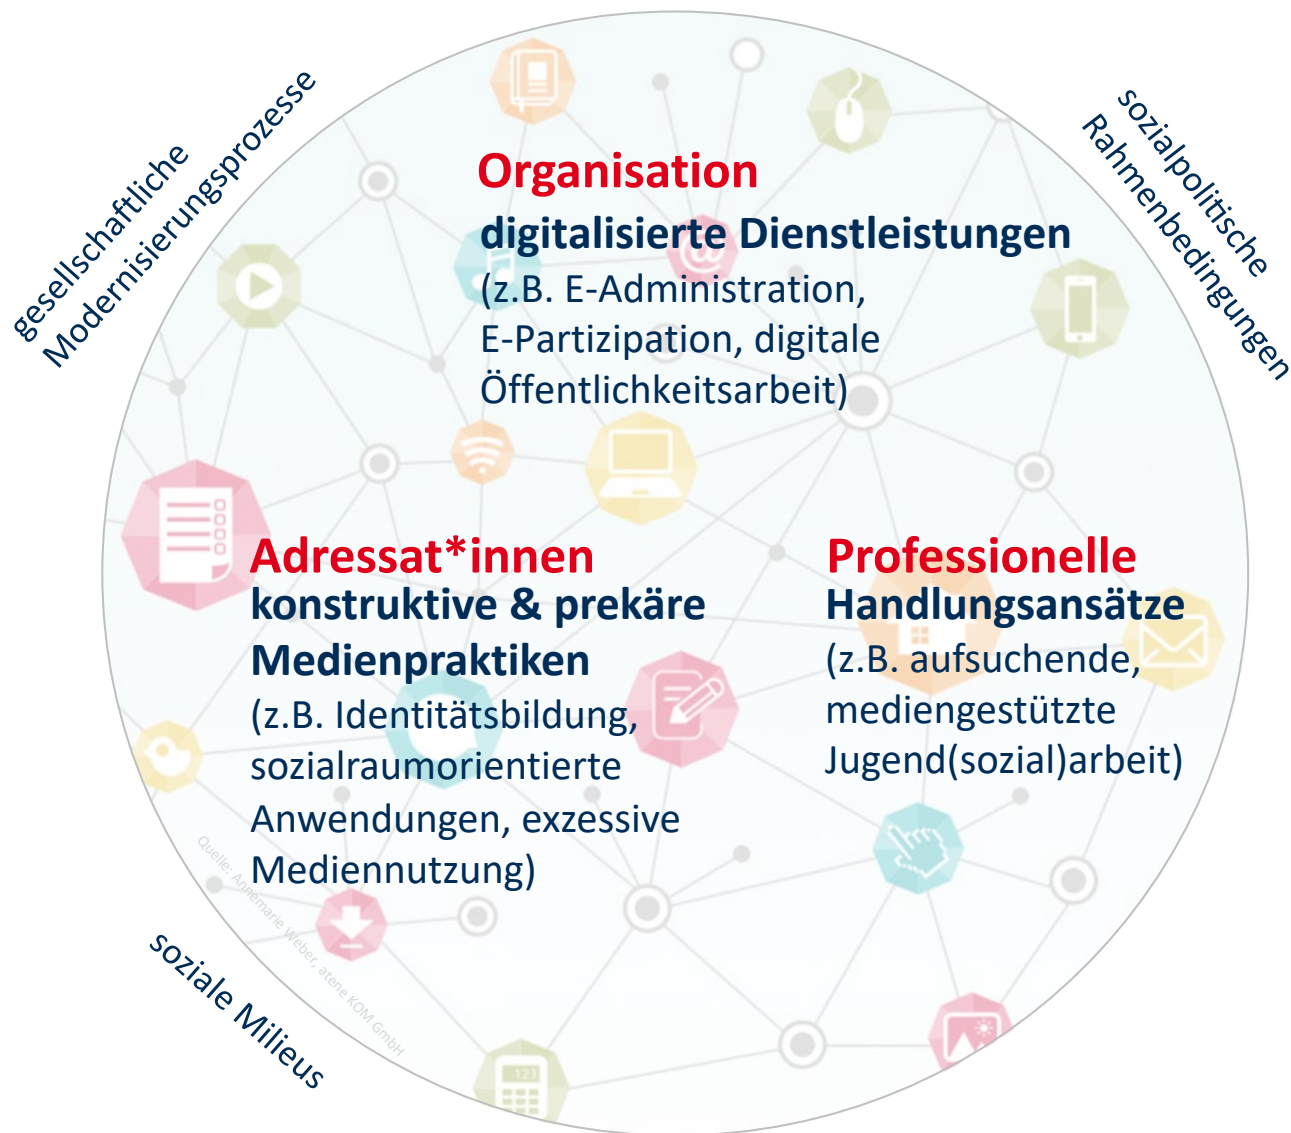 gesellschaftliche
Modernisierungsprozesse
sozialpolitische
Rahmenbedingungen
Organisation
digitalisierte Dienstleistungen
(z.B. E-Administration,
E-Partizipation, digitale
Öffentlichkeitsarbeit)
@
Adressat*innen
konstruktive & prekäre
Medienpraktiken
(z.B. Identitätsbildung,
sozialraumorientierte
Anwendungen, exzessive
Mediennutzung)
Professionelle
Handlungsansätze
(z.B. aufsuchende,
mediengestützte
Jugend(sozial)arbeit)
Quelle: Annemarie Weber, atene KOM GmbH
soziale Milieus
123